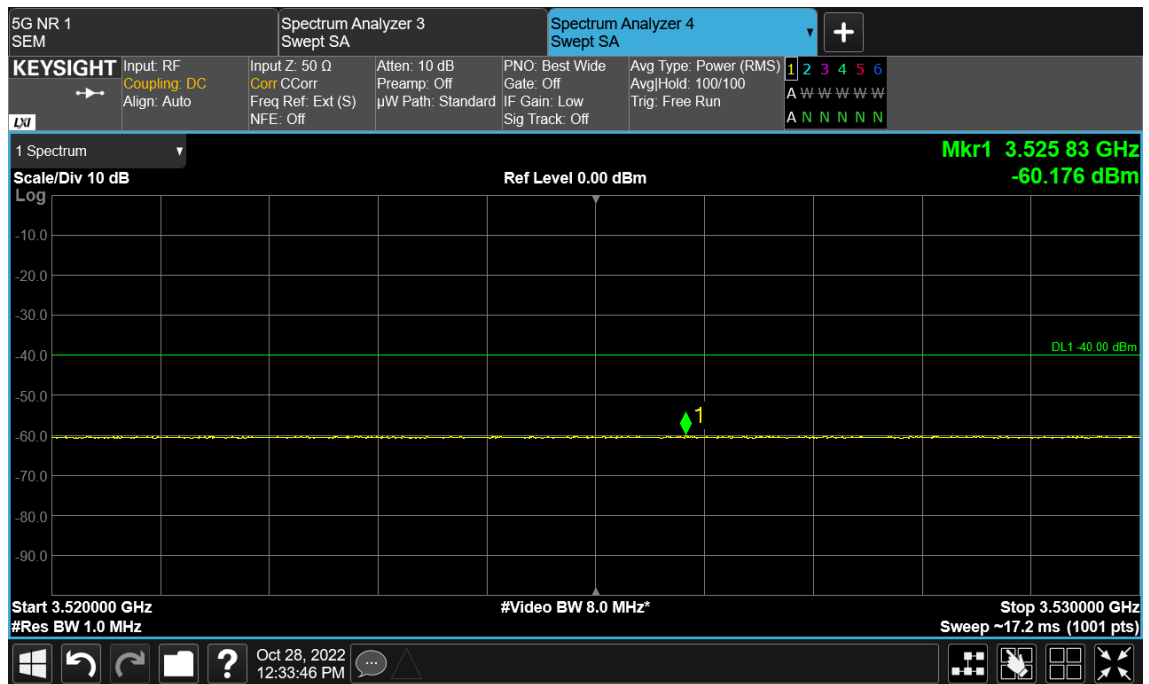 5G NR 1
SEM
Spectrum Analyzer 3
Swept SA
Spectrum Analyzer 4
Swept SA
KEYSIGHT
LXI
Input: RF
Coupling: DC
Align: Auto
Input Z: 50 Ω
Corr CCorr
Freq Ref: Ext (S)
NFE: Off
Atten: 10 dB
Preamp: Off
µW Path: Standard
PNO: Best Wide
Gate: Off
IF Gain: Low
Sig Track: Off
Avg Type: Power (RMS)
Avg|Hold: 100/100
Trig: Free Run
1 2 3 4 5 6
A W W W W W
A N N N N N
1 Spectrum
Mkr1 3.525 83 GHz
-60.176 dBm
Scale/Div 10 dB
Ref Level 0.00 dBm
Log
-10.0
-20.0
-30.0
DL1 -40.00 dBm
-40.0
-50.0
1
-60.0
-70.0
-80.0
-90.0
Start 3.520000 GHz
#Video BW 8.0 MHz*
Stop 3.530000 GHz
#Res BW 1.0 MHz
Sweep ~17.2 ms (1001 pts)
?
Oct 28, 2022
12:33:46 PM